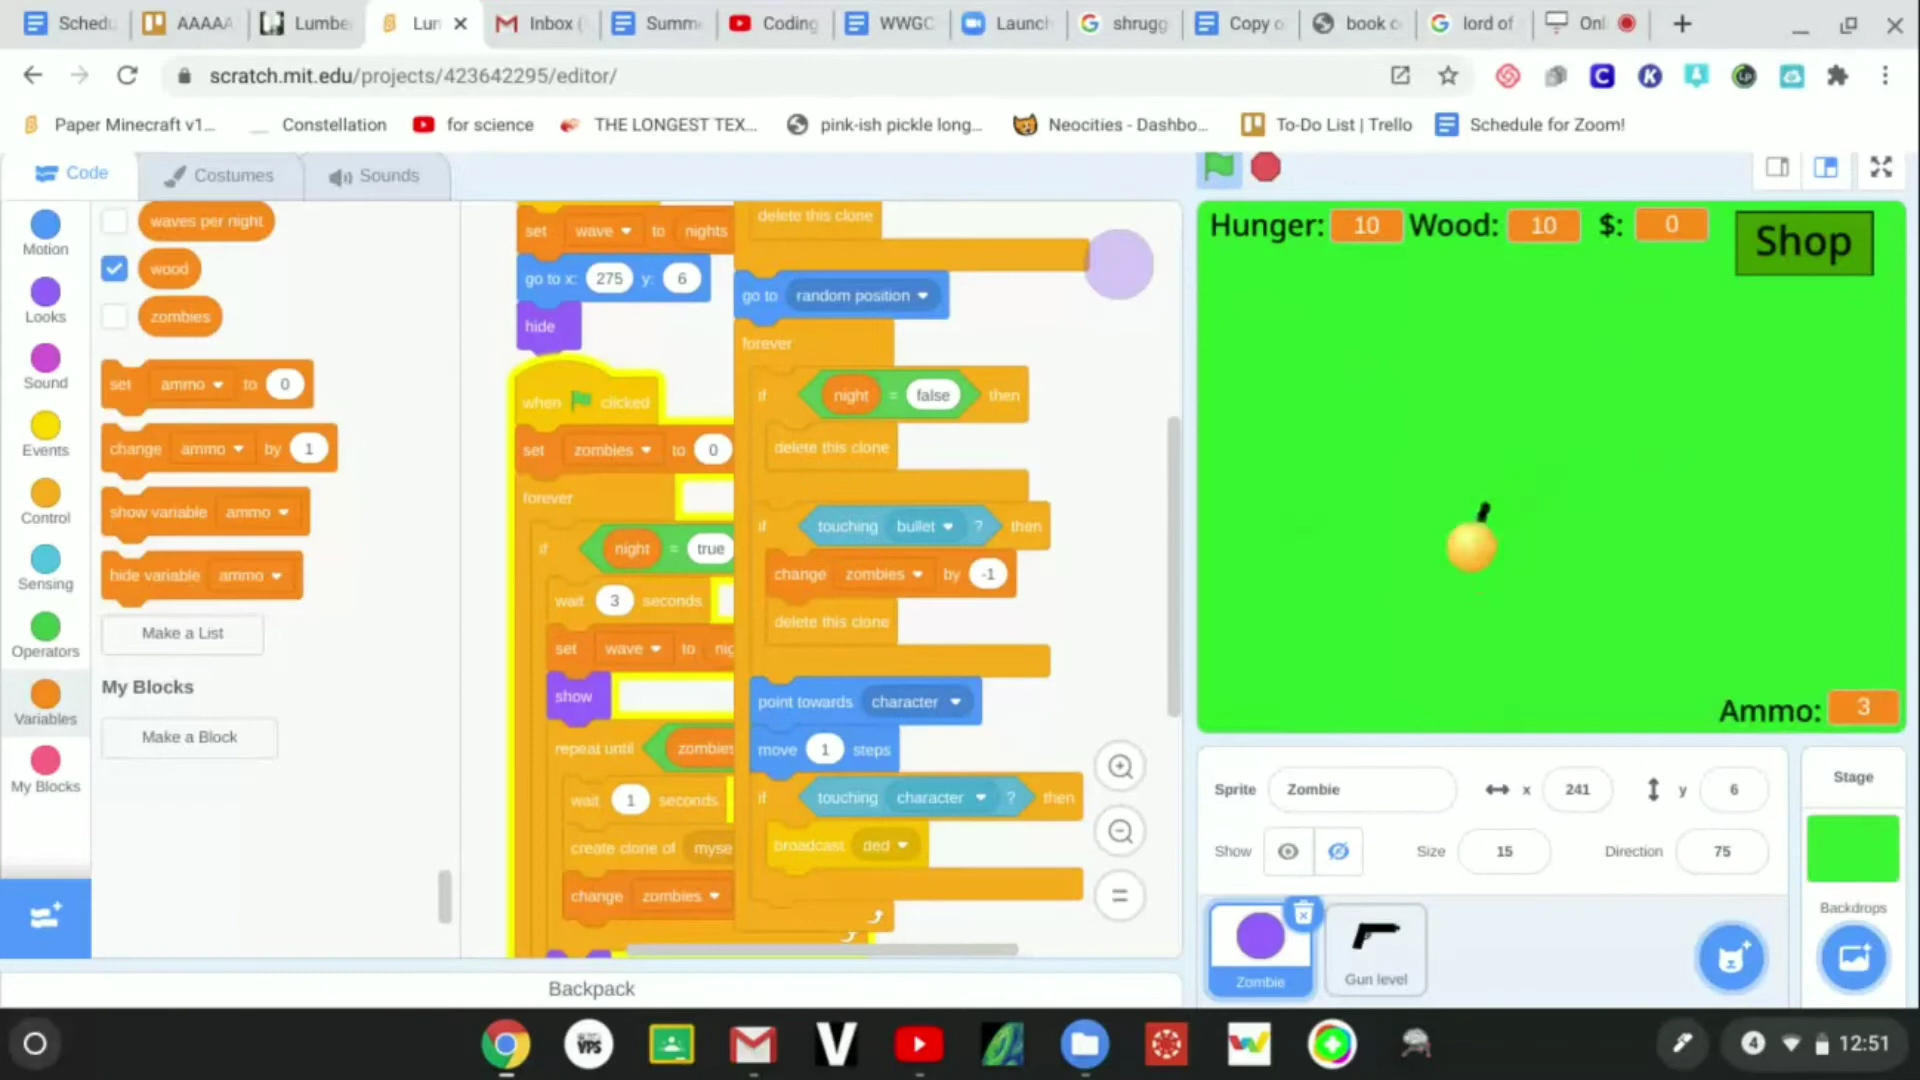 Schedu
AAAAA
Lumbe
Lun
Inbox (
Summ
Coding
WWGC
Launch
shrugg
Copy o
book c
lord of
Onl
scratch.mit.edu/projects/423642295/editor/
Paper Minecraft v1...
Constellation
for science
THE LONGEST TEX...
pink-ish pickle long...
Neocities - Dashbo...
To-Do List | Trello
Schedule for Zoom!
Code
Costumes
Sounds
Motion
Looks
Sound
Events
Control
Sensing
Operators
Variables
My Blocks
waves per night
wood
zombies
set ammo to 0
change ammo by 1
show variable ammo
hide variable ammo
Make a List
My Blocks
Make a Block
set wave to nights
go to x: 275 y: 6
hide
when clicked
set zombies to 0
forever
if night = true
wait 3 seconds
set wave to nig
show
repeat until zombies
wait 1 seconds
create clone of myse
change zombies
delete this clone
go to random position
forever
if night = false then
delete this clone
if touching bullet ? then
change zombies by -1
delete this clone
point towards character
move 1 steps
if touching character ? then
broadcast ded
Backpack
Hunger: 10 Wood: 10 $: 0
Shop
Ammo: 3
Sprite Zombie x 241 y 6
Show Size 15 Direction 75
Zombie
Gun level
Stage
Backdrops
VPS
4 12:51